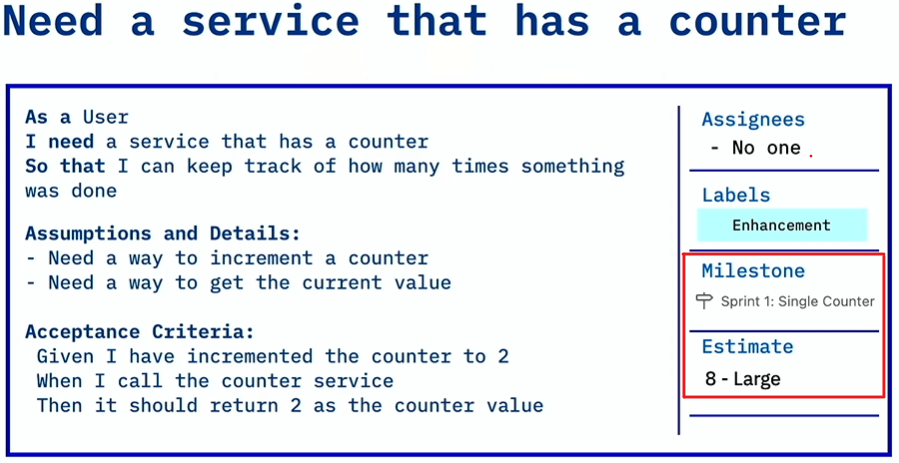 Need a service that has a counter
As a User
I need a service that has a counter
So that I can keep track of how many times something
was done
Assumptions and Details:
- Need a way to increment a counter
- Need a way to get the current value
Acceptance Criteria:
Given I have incremented the counter to 2
When I call the counter service
Then it should return 2 as the counter value
Assignees
- No one
Labels
Enhancement
Milestone
Sprint 1: Single Counter
Estimate
8 - Large